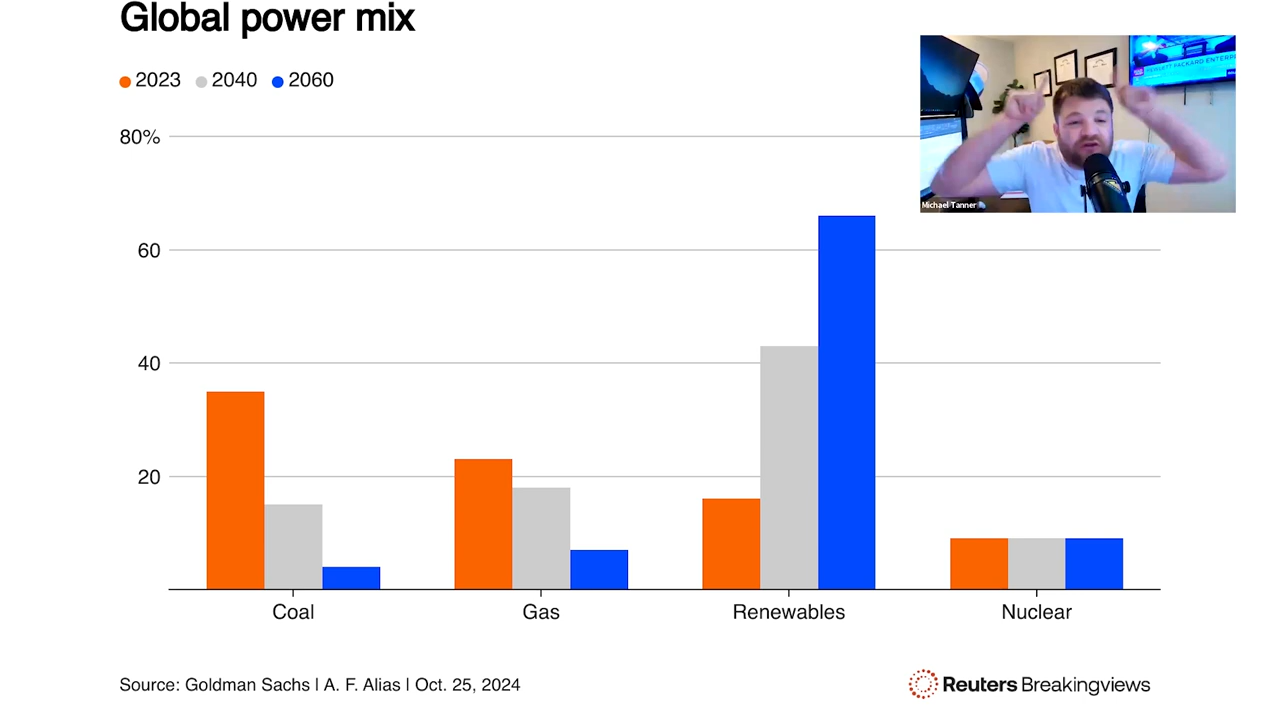 Global power mix
2023 2040 2060
80%
60
40
20
Coal Gas Renewables Nuclear
Source: Goldman Sachs | A. F. Alias | Oct. 25, 2024
Reuters Breakingviews
Michael Tanner